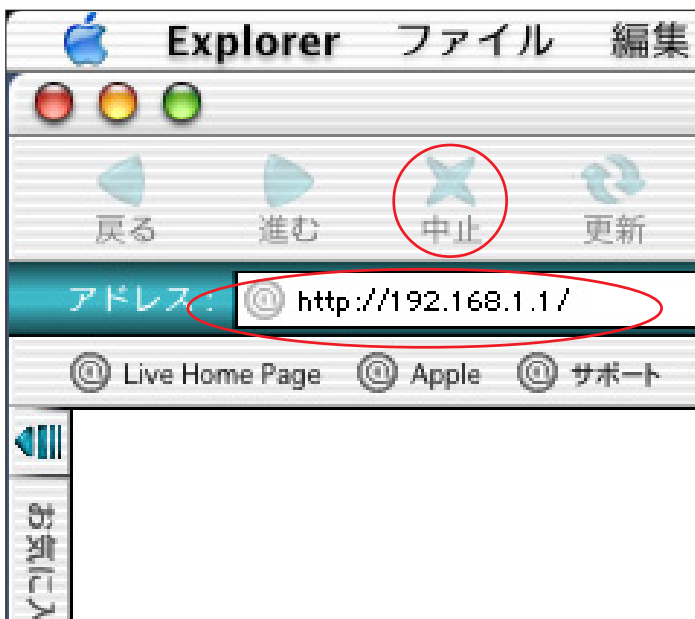 Explorer ファイル 編集
戻る 進む 中止 更新
アドレス : @ http://192.168.1.1/
@ Live Home Page @ Apple @ サポート
お気に入